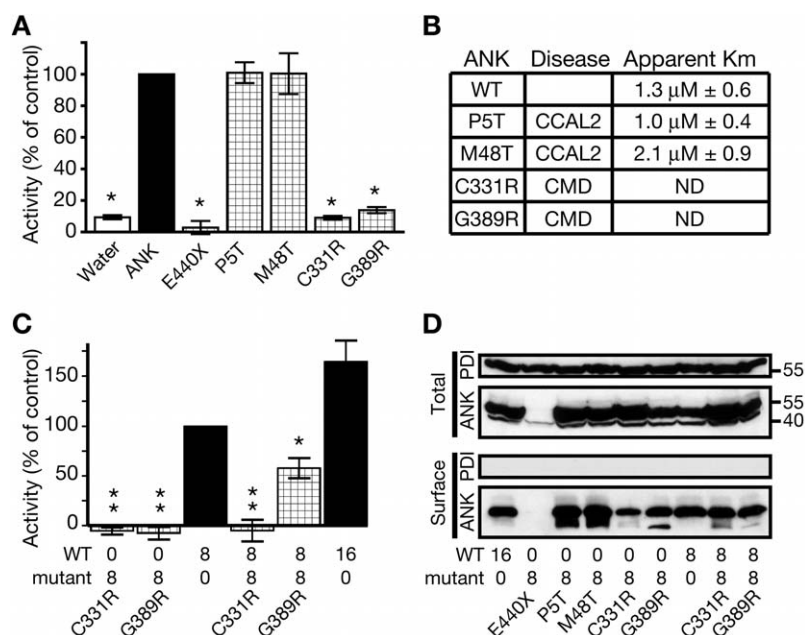 A
Activity (% of control)
100
80
60
40
20
0
*
*
*
*
Water
ANK
E440X
P5T
M48T
C331R
G389R
B
ANK Disease Apparent Km
WT 1.3 μM ± 0.6
P5T CCAL2 1.0 μM ± 0.4
M48T CCAL2 2.1 μM ± 0.9
C331R CMD ND
G389R CMD ND
C
Activity (% of control)
150
100
50
0
*
*
*
*
*
*
*
WT 0 0 8 8 8 16
mutant 8 8 0 8 8 0
C331R G389R C331R G389R
D
Total
PDI
55
ANK
55
40
Surface
PDI
ANK
WT 16 0 0 0 0 0 8 8 8
mutant 0 8 8 8 8 8 0 8 8
E440X P5T M48T C331R G389R C331R G389R